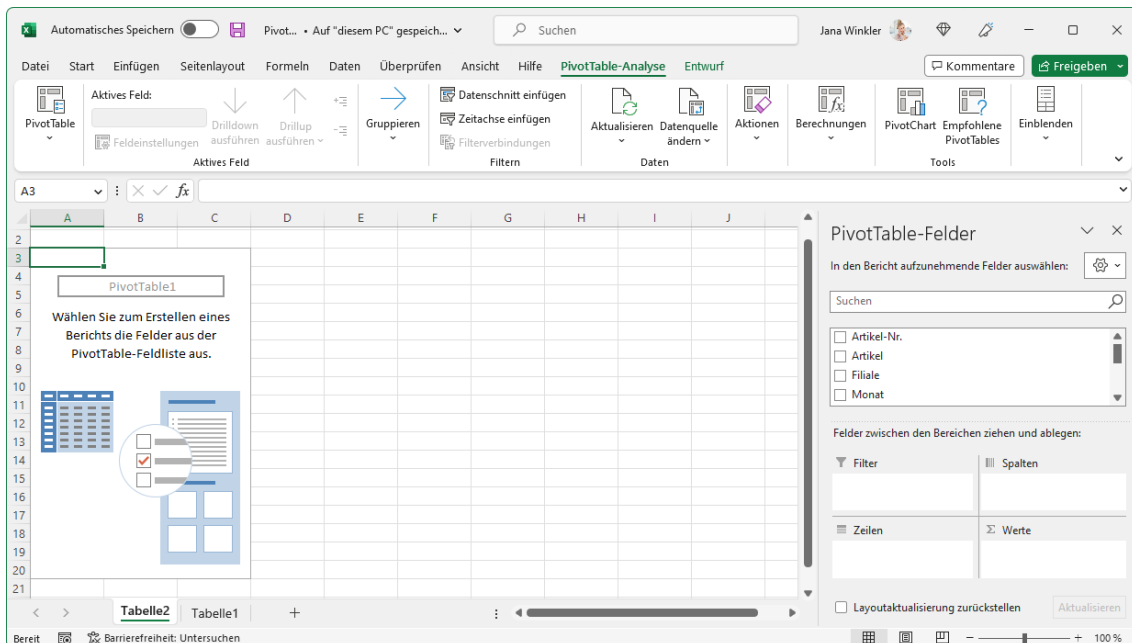 Automatisches Speichern Pivot... • Auf "diesem PC" gespeich... Suchen Jana Winkler
Datei Start Einfügen Seitenlayout Formeln Daten Überprüfen Ansicht Hilfe PivotTable-Analyse Entwurf Kommentare Freigeben
PivotTable
Aktives Feld:
Feldeinstellungen
Drilldown
ausführen
Drillup
ausführen
Aktives Feld
Gruppieren
Datenschnitt einfügen
Zeitachse einfügen
Filterverbindungen
Filtern
Aktualisieren
Datenquelle
ändern
Daten
Aktionen
Berechnungen
PivotChart
Empfohlene
PivotTables
Tools
Einblenden
A3 fx
A B C D E F G H I J
2
3
4
5
6
7
8
9
10
11
12
13
14
15
16
17
18
19
20
21
PivotTable1
Wählen Sie zum Erstellen eines
Berichts die Felder aus der
PivotTable-Feldliste aus.
PivotTable-Felder
In den Bericht aufzunehmende Felder auswählen:
Suchen
Artikel-Nr.
Artikel
Filiale
Monat
Felder zwischen den Bereichen ziehen und ablegen:
Filter
Spalten
Zeilen
Σ Werte
Layoutaktualisierung zurückstellen Aktualisieren
Tabelle2 Tabelle1 +
Bereit Barrierefreiheit: Untersuchen − + 100 %